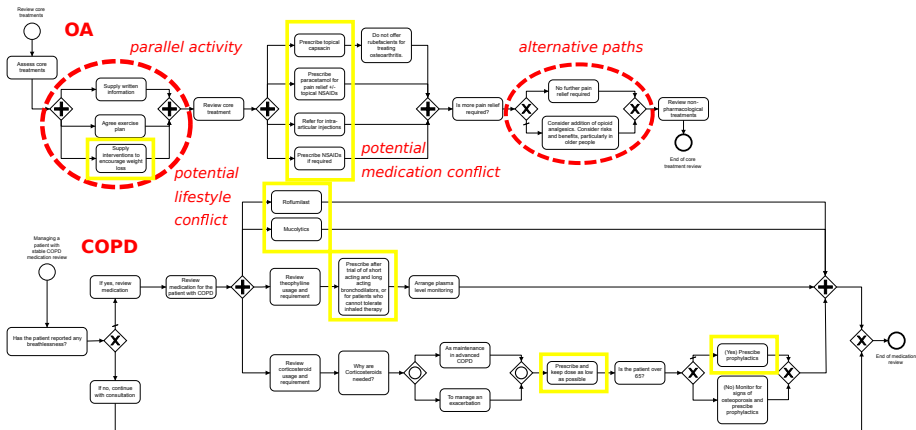 Review core
treatments
OA
Assess core
treatments
parallel activity
Supply written
information
Agree exercise
plan
Supply
interventions to
encourage weight
loss
potential
lifestyle
conflict
Review core
treatment
Prescribe topical
capsacin
Do not offer
rubefacients for
treating
osteoarthritis.
Prescribe
paracetamol for
pain relief +/-
topical NSAIDs
Refer for intra-
articular injections
Prescribe NSAIDs
if required
potential
medication conflict
Is more pain relief
required?
alternative paths
No further pain
relief required
Consider addition of opioid
analgesics. Consider risks
and benefits, particularly in
older people
Review non-
pharmacological
treatments
End of core
treatment review
COPD
Managing a
patient with
stable COPD
medication review
Has the patient reported any
breathlessness?
If yes, review
medication
If no, continue
with consultation
Review
medication for the
patient with COPD
Roflumilast
Mucolytics
Review
theophylline
usage and
requirement
Prescribe after
trial of of short
acting and long
acting
bronchodilators, or
for patients who
cannot tolerate
inhaled therapy
Arrange plasma
level monitoring
Review
corticosteroid
usage and
requirement
Why are
Corticosteroids
needed?
As maintenance
in advanced
COPD
To manage an
exacerbation
Prescribe and
keep dose as low
as possible
Is the patient over
65?
(Yes) Prescibe
prophylactics
(No) Monitor for
signs of
osteoporosis and
prescibe
prophylactics
End of medication
review